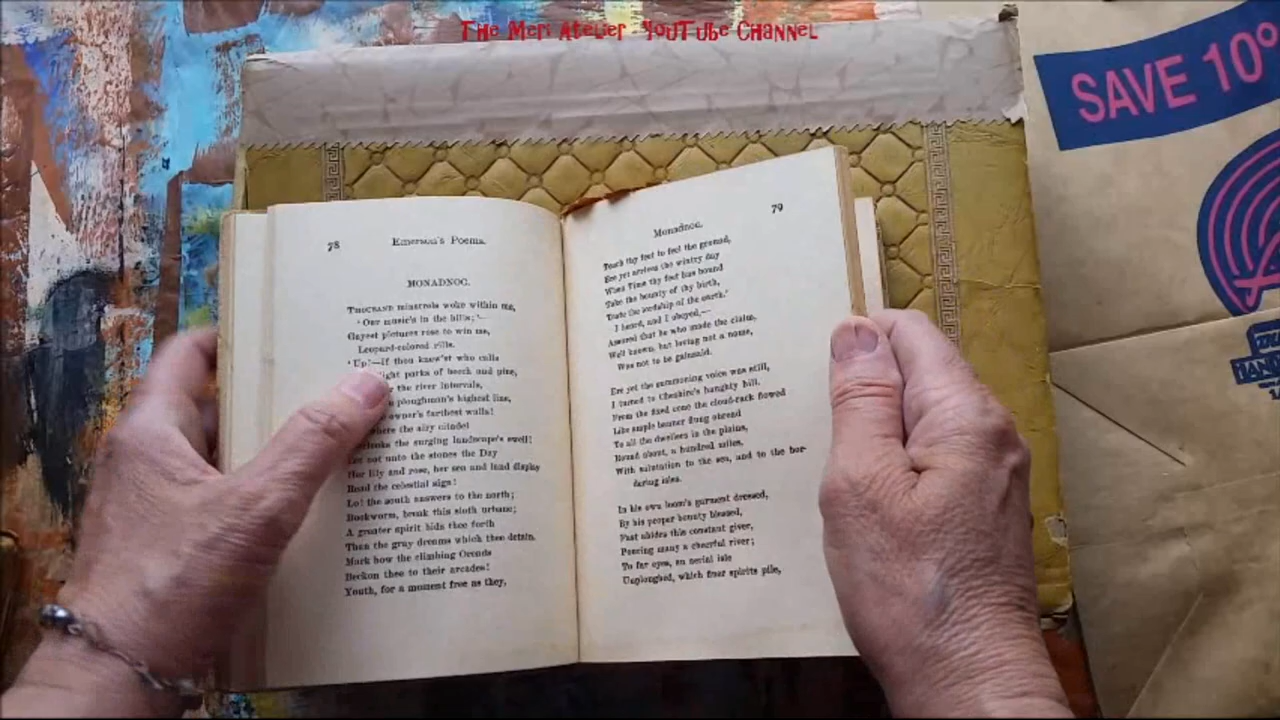 The Meri Atelier YouTube Channel
SAVE 10%
78 Emerson's Poems.
MONADNOC.
THOUSAND minstrels woke within me,
'Our music's in the hills;'—
Gayest pictures rose to win me,
Leopard-colored rills.
'Up!—If thou knew'st who calls
ight parks of beech and pine,
the river intervals,
ploughman's highest line,
owner's farthest walls!
here the airy citadel
erlooks the surging landscape's swell!
Let not unto the stones the Day
Her lily and rose, her sea and land display
Read the celestial sign!
Lo! the south answers to the north;
Bookworm, break this sloth urbane;
A greater spirit bids thee forth
Than the gray dreams which thee detain.
Mark how the climbing Oreads
Beckon thee to their arcades!
Youth, for a moment free as they,
Monadnoc. 79
Teach thy feet to feel the ground,
Ere yet arrives the wintry day
When Time thy feet has bound
Take the bounty of thy birth,
Taste the lordship of the earth.'
I heard, and I obeyed,—
Assured that he who made the claim,
Well known, but loving not a name,
Was not to be gainsaid.
Ere yet the summoning voice was still,
I turned to Cheshire's haughty hill.
From the fixed cone the cloud-rack flowed
Like ample banner flung abroad
To all the dwellers in the plains,
Round about, a hundred miles,
With salutation to the sea, and to the bor-
dering isles.
In his own loom's garment dressed,
By his proper bounty blessed,
Fast abides this constant giver,
Pouring many a cheerful river;
To far eyes, an aerial isle
Unploughed, which finer spirits pile,